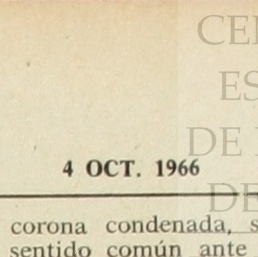 CE
ES
DE
DE
4 OCT. 1966
corona condenada, s
sentido común ante